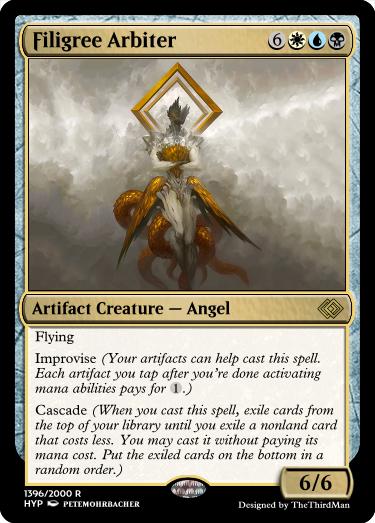 Filigree Arbiter 6
Artifact Creature — Angel
Flying
Improvise (Your artifacts can help cast this spell.
Each artifact you tap after you're done activating
mana abilities pays for 1.)
Cascade (When you cast this spell, exile cards from
the top of your library until you exile a nonland card
that costs less. You may cast it without paying its
mana cost. Put the exiled cards on the bottom in a
random order.)
6/6
1396/2000 R
HYP PETEMOHRBACHER
Designed by TheThirdMan